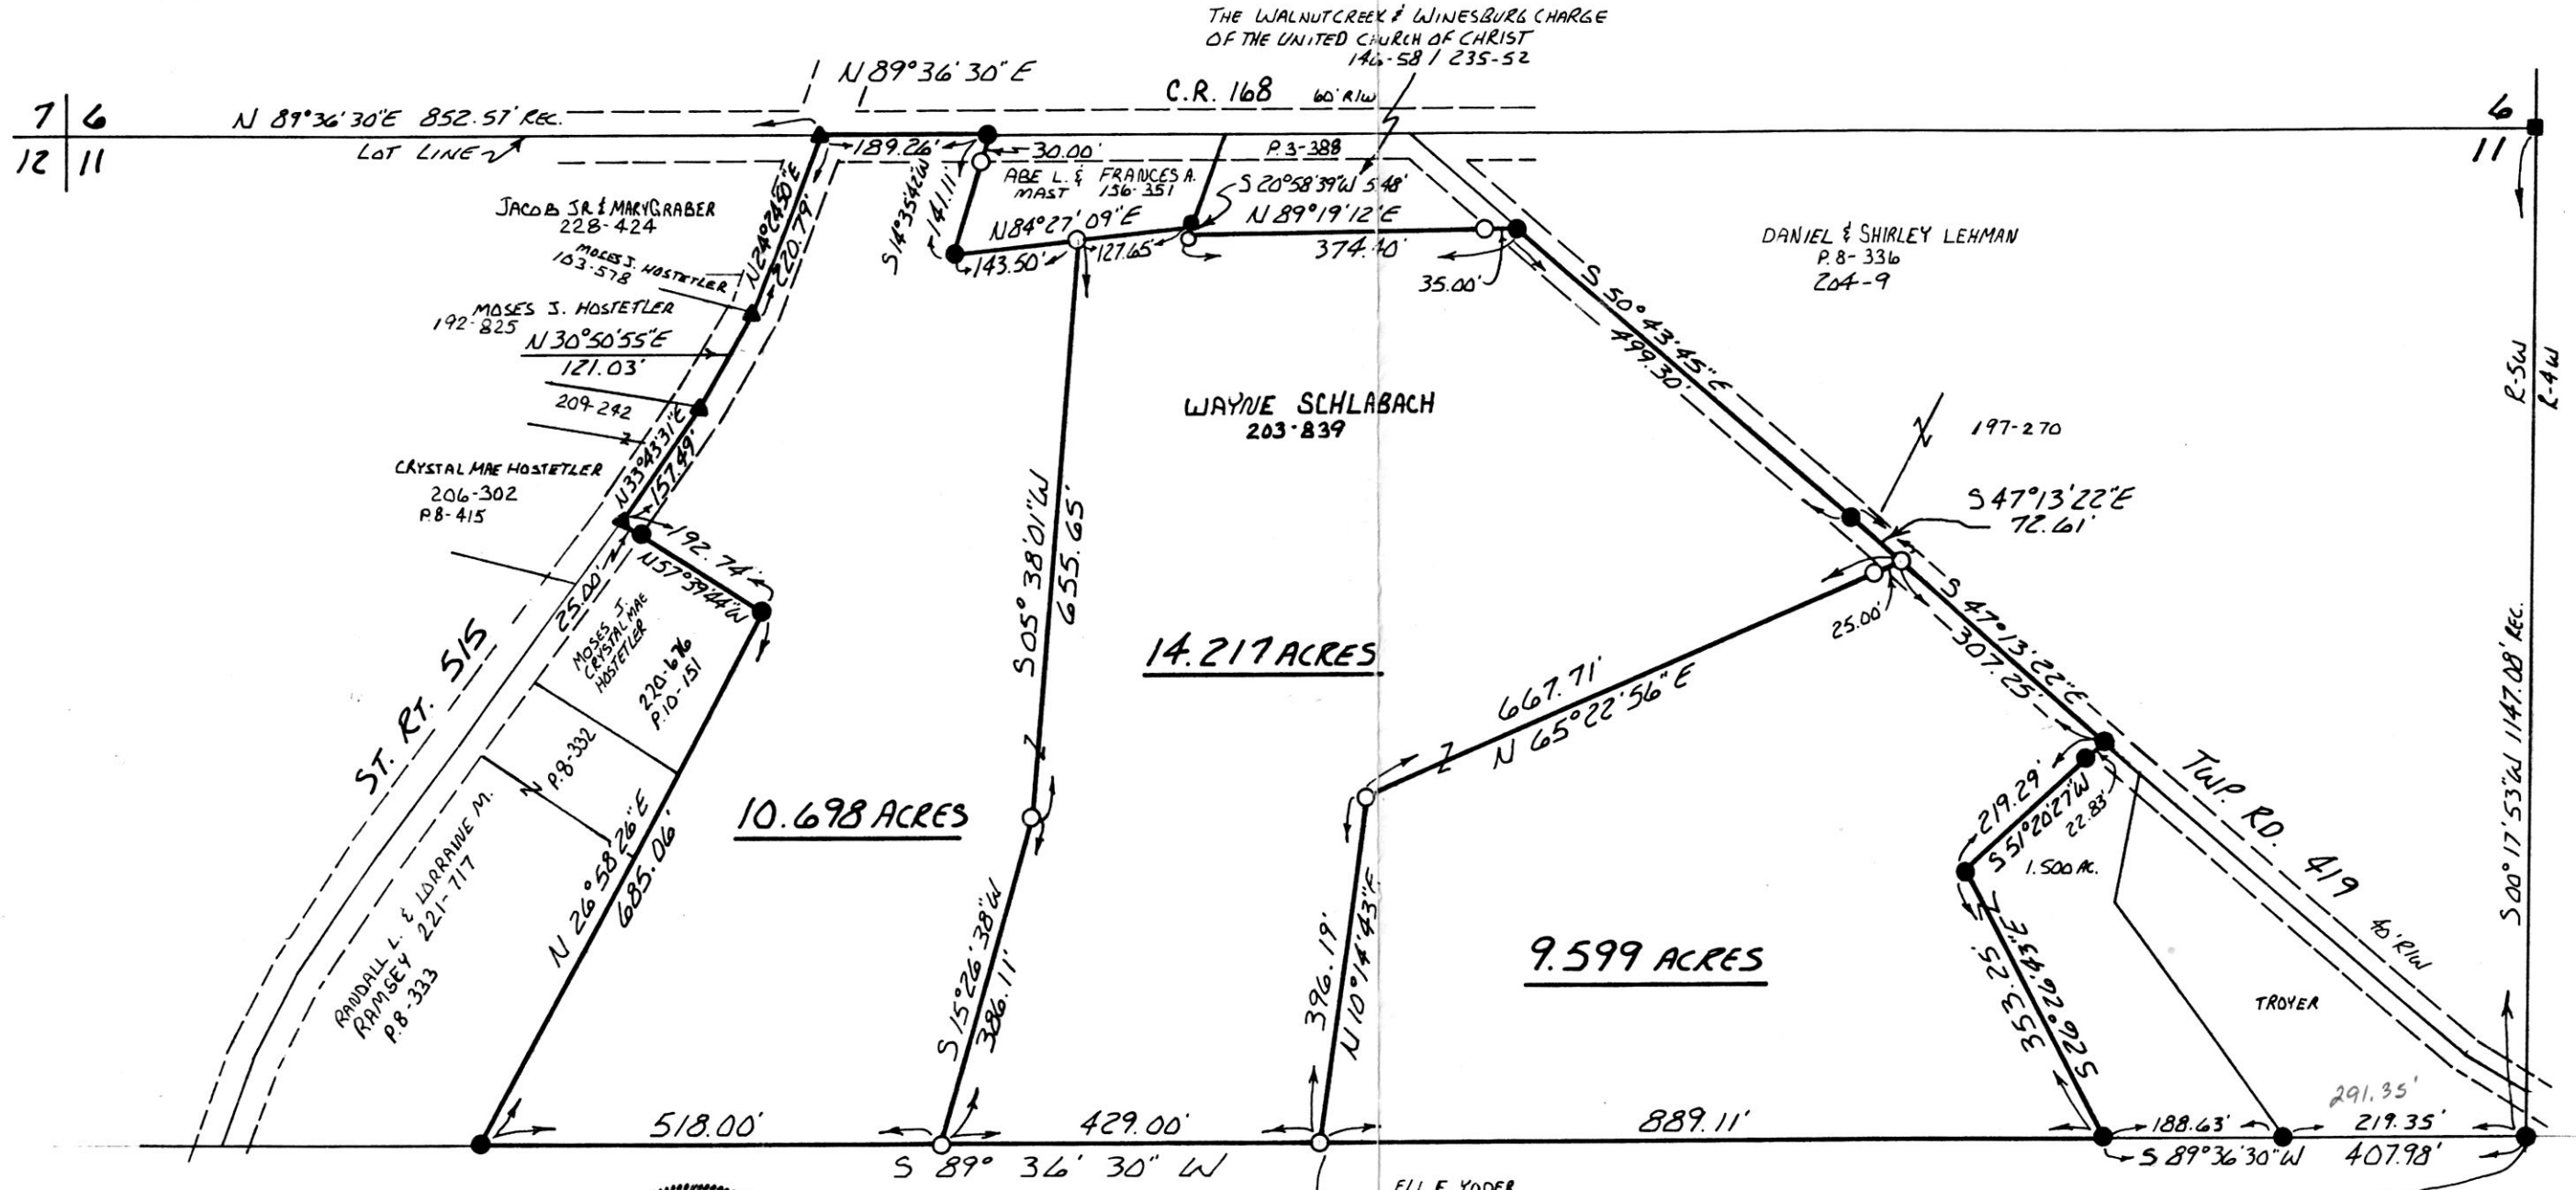 THE WALNUTCREEK & WINESBURG CHARGE
OF THE UNITED CHURCH OF CHRIST
146-58 / 235-52
N 89°36'30"E
C.R. 168 60' R/W
7 6
12 11
N 89°36'30"E 852.57' REC.
LOT LINE
6
11
189.26'
30.00'
P.3-388
ABE L. & FRANCES A.
MAST 156-351
S 20°58'39"W 5.48'
N 84°27'09"E
N 89°19'12"E
143.50'
127.65'
374.40'
35.00'
S 14°35'42"W
141.11'
JACOB JR & MARY GRABER
228-424
MOSES J. HOSTETLER
103-578
MOSES J. HOSTETLER
192-825
N 30°50'55"E
121.03'
209-242
CRYSTAL MAE HOSTETLER
206-302
P.8-415
N 24°24'50"E
220.79'
N 33°43'31"E
157.49'
192.74'
N 57°39'44"W
25.00'
DANIEL & SHIRLEY LEHMAN
P.8-336
204-9
S 50°43'45"E
499.30'
R-5W
R-4W
WAYNE SCHLABACH
203-839
197-270
S 47°13'22"E
72.61'
25.00'
S 47°13'22"E
307.25'
S 05°38'01"W
655.65'
14.217 ACRES
667.71'
N 65°22'56"E
ST. RT. 515
MOSES J.
CRYSTAL MAE
HOSTETLER
220-676
P.10-151
P.8-332
RANDALL L. & LORRAINE M.
RAMSEY 221-717
P.8-333
N 26°58'26"E
685.06'
10.698 ACRES
S 15°26'38"W
386.11'
396.19'
N 10°14'43"E
9.599 ACRES
219.29'
S 51°20'27"W
22.83'
1.500 AC.
S 26°26'43"E
353.25'
TWP. RD. 419
40' R/W
TROYER
S 00°17'53"W 1147.08' REC.
291.35'
518.00'
429.00'
889.11'
188.63'
219.35'
S 89° 36' 30" W
S 89°36'30"W 407.98'
ELI E. YODER